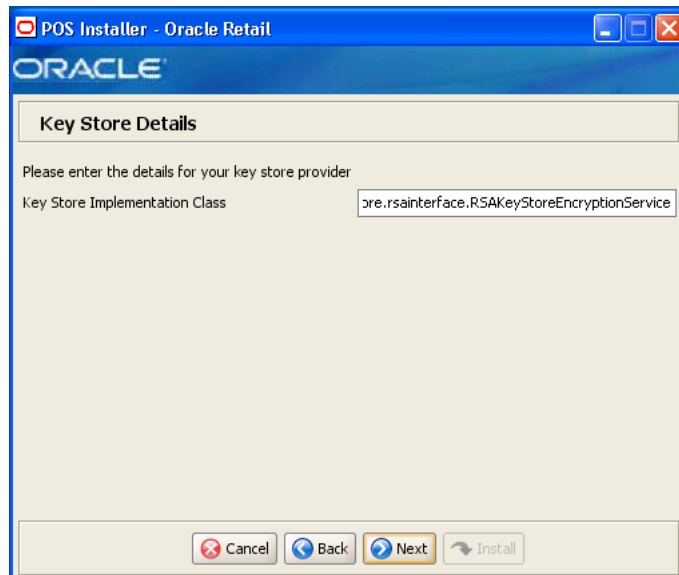 POS Installer - Oracle Retail
ORACLE
Key Store Details
Please enter the details for your key store provider
Key Store Implementation Class
ore.rsainterface.RSAKeyStoreEncryptionService
Cancel
Back
Next
Install